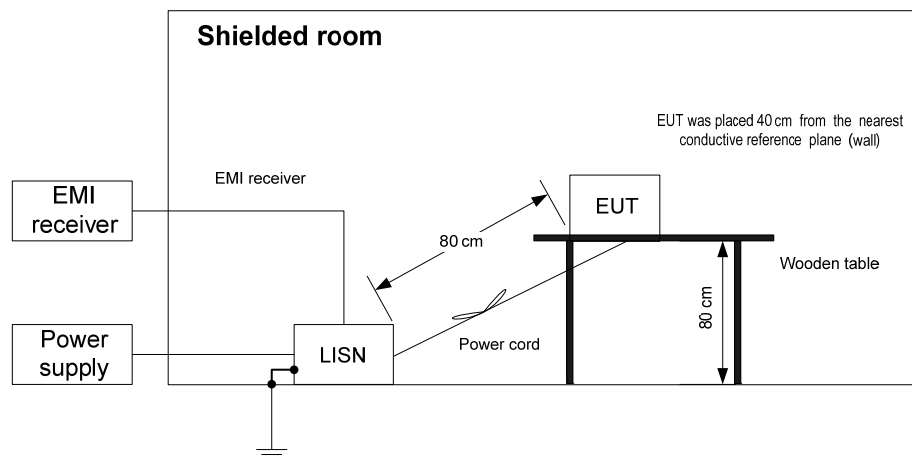 Shielded room
EUT was placed 40 cm from the nearest
conductive reference plane (wall)
EMI receiver
EMI
receiver
EUT
80 cm
Wooden table
80 cm
Power
supply
LISN
Power cord